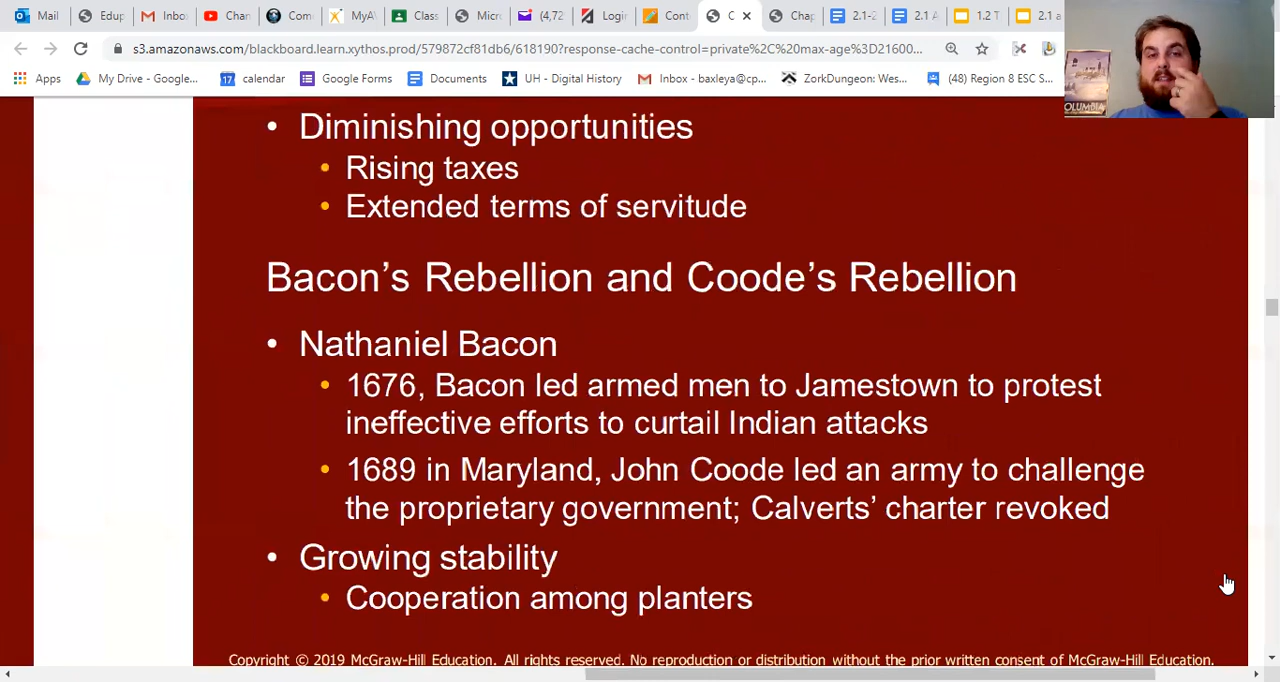 Mail Edup Inbo Char Com MyA Class Micr (4,72 Login Cont C Chap 2.1-2 2.1 A 1.2 T 2.1 a
s3.amazonaws.com/blackboard.learn.xythos.prod/579872cf81db6/618190?response-cache-control=private%2C%20max-age%3D21600...
Apps My Drive - Google... 17 calendar Google Forms Documents UH - Digital History Inbox - baxleya@cp... ZorkDungeon: Wes... (48) Region 8 ESC S...
COLUMBIA
• Diminishing opportunities
• Rising taxes
• Extended terms of servitude
Bacon’s Rebellion and Coode’s Rebellion
• Nathaniel Bacon
• 1676, Bacon led armed men to Jamestown to protest
ineffective efforts to curtail Indian attacks
• 1689 in Maryland, John Coode led an army to challenge
the proprietary government; Calverts’ charter revoked
• Growing stability
• Cooperation among planters
Copyright © 2019 McGraw-Hill Education. All rights reserved. No reproduction or distribution without the prior written consent of McGraw-Hill Education.